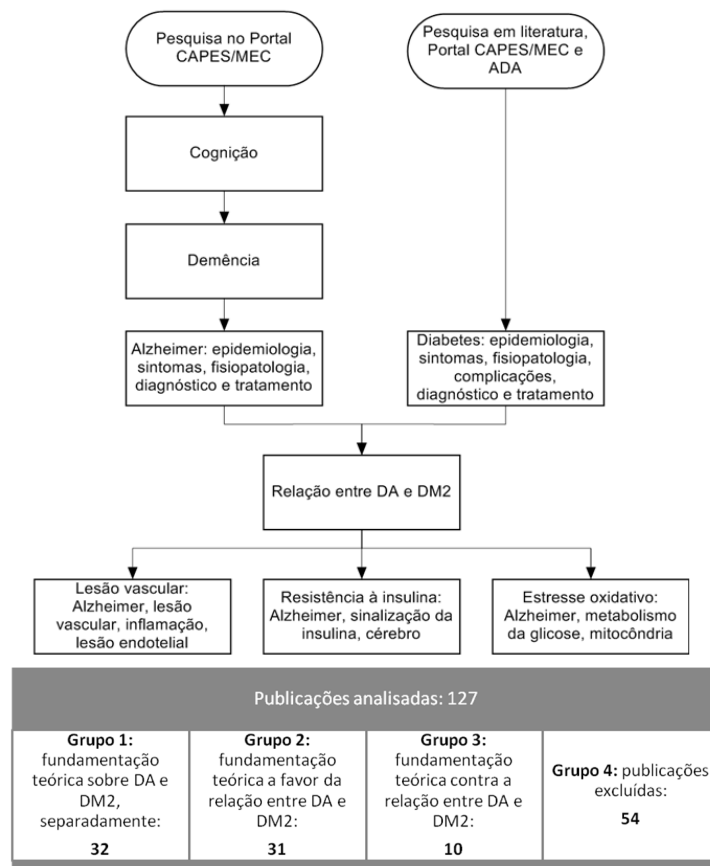 Pesquisa no Portal
CAPES/MEC
Pesquisa em literatura,
Portal CAPES/MEC e
ADA
Cognição
Demência
Alzheimer: epidemiologia,
sintomas, fisiopatologia,
diagnóstico e tratamento
Diabetes: epidemiologia,
sintomas, fisiopatologia,
complicações,
diagnóstico e tratamento
Relação entre DA e DM2
Lesão vascular:
Alzheimer, lesão
vascular, inflamação,
lesão endotelial
Resistência à insulina:
Alzheimer, sinalização da
insulina, cérebro
Estresse oxidativo:
Alzheimer, metabolismo
da glicose, mitocôndria
Publicações analisadas: 127
Grupo 1:
fundamentação
teórica sobre DA e
DM2,
separadamente:
32
Grupo 2:
fundamentação
teórica a favor da
relação entre DA e
DM2:
31
Grupo 3:
fundamentação
teórica contra a
relação entre DA e
DM2:
10
Grupo 4: publicações
excluídas:
54